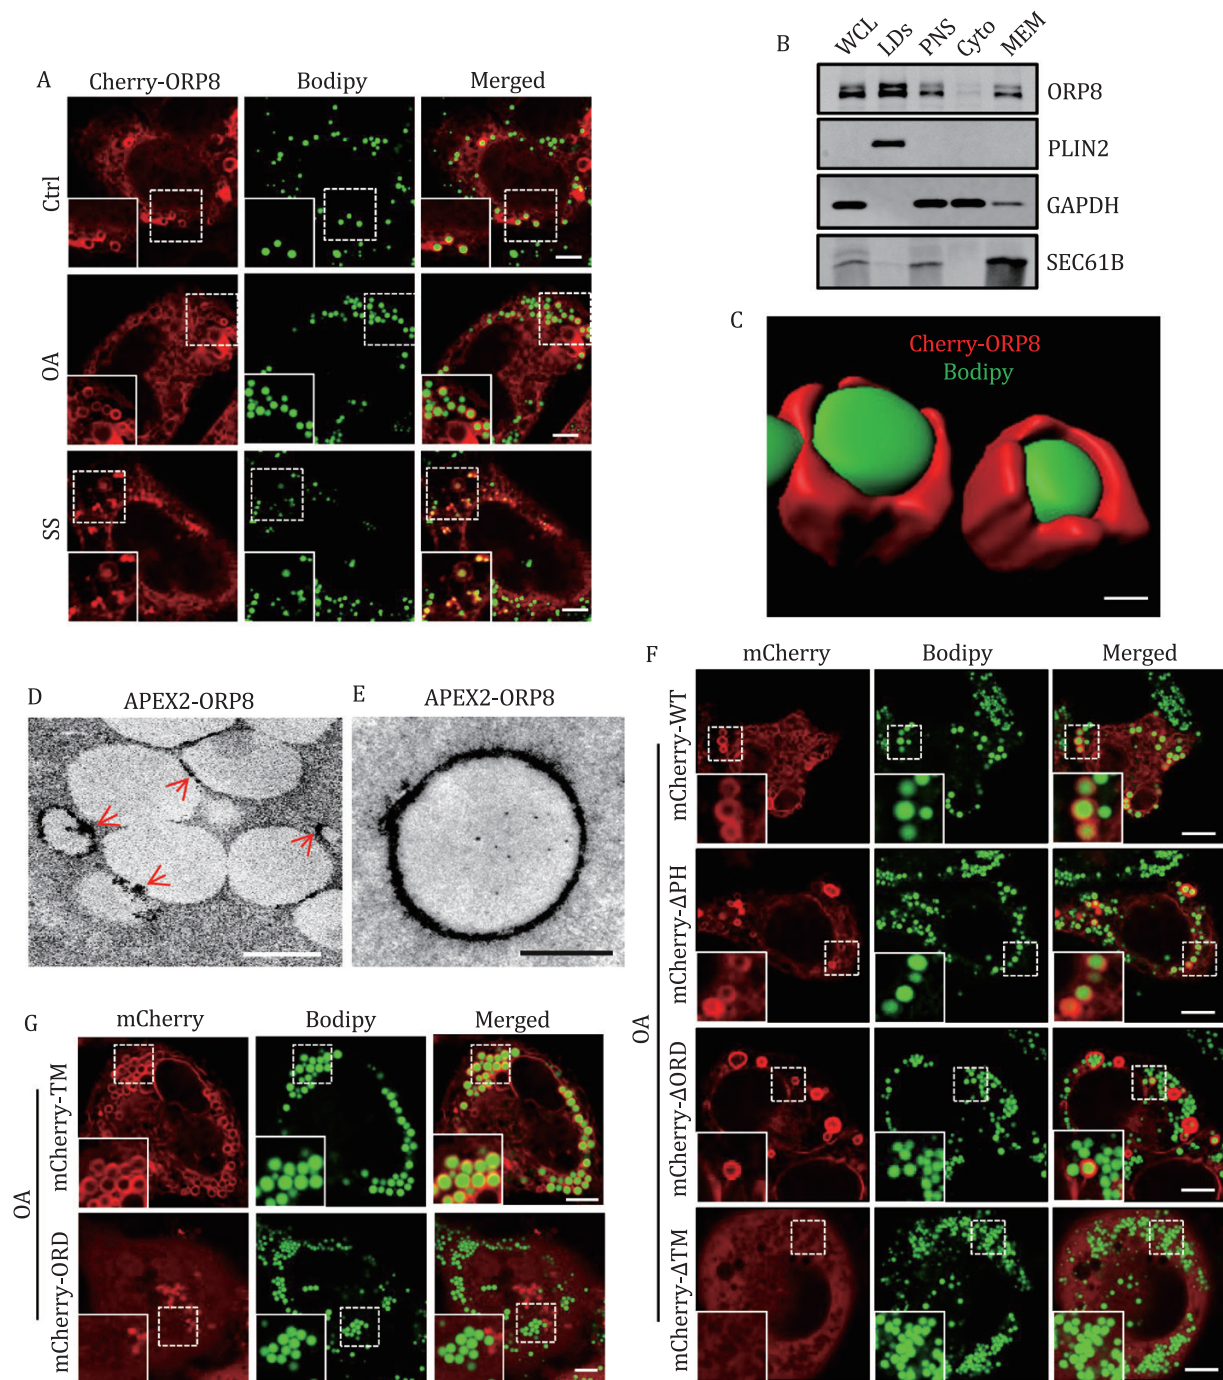 A
Cherry-ORP8 Bodipy Merged
Ctrl
OA
SS
B
WCL LDs PNS Cyto MEM
ORP8
PLIN2
GAPDH
SEC61B
C
Cherry-ORP8
Bodipy
D
APEX2-ORP8
E
APEX2-ORP8
F
mCherry Bodipy Merged
OA
mCherry-WT
mCherry-ΔPH
mCherry-ΔORD
mCherry-ΔTM
G
mCherry Bodipy Merged
OA
mCherry-TM
mCherry-ORD